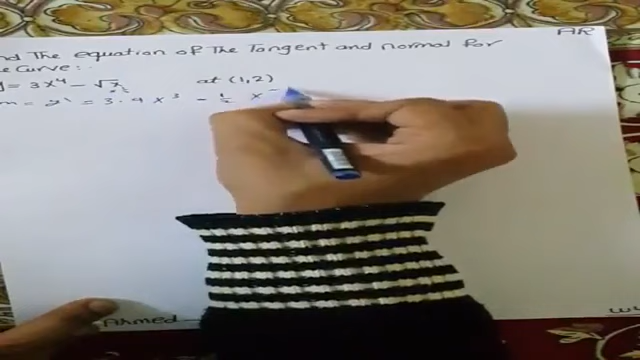 AR
nd The equation of The Tangent and normal for
e Curve:-
y = 3x⁴ - √x at (1,2)
m = y' = 3.4 x³ - ½ x⁻
Ahmed